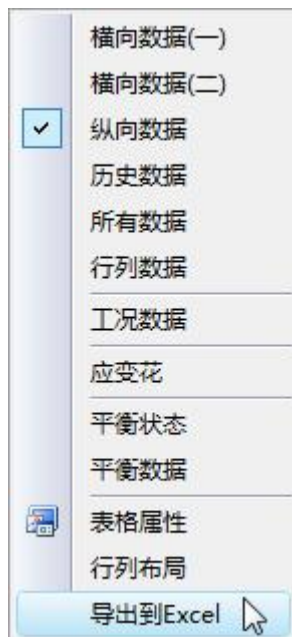 横向数据(一)
横向数据(二)
纵向数据
历史数据
所有数据
行列数据
工况数据
应变花
平衡状态
平衡数据
表格属性
行列布局
导出到Excel